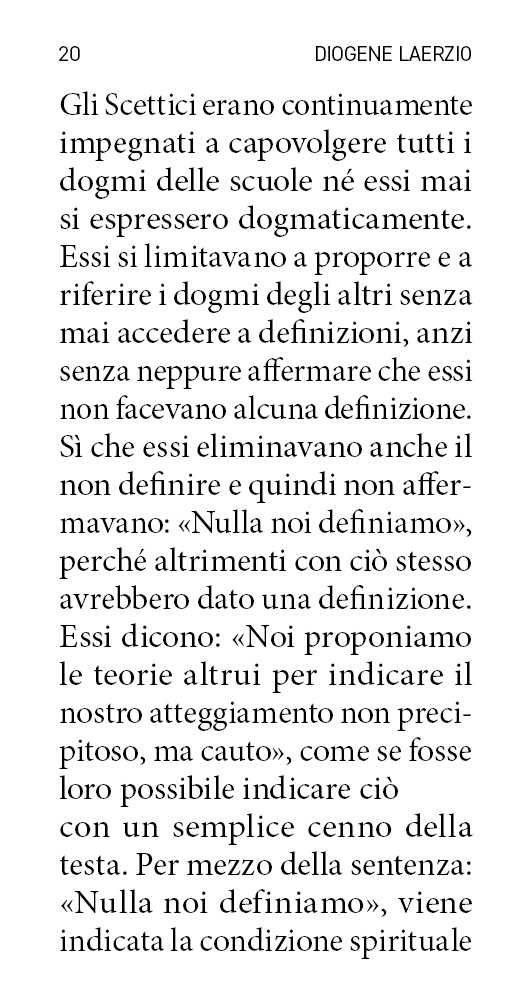 20 DIOGENE LAERZIO
Gli Scettici erano continuamente
impegnati a capovolgere tutti i
dogmi delle scuole né essi mai
si espressero dogmaticamente.
Essi si limitavano a proporre e a
riferire i dogmi degli altri senza
mai accedere a definizioni, anzi
senza neppure affermare che essi
non facevano alcuna definizione.
Sì che essi eliminavano anche il
non definire e quindi non affer-
mavano: «Nulla noi definiamo»,
perché altrimenti con ciò stesso
avrebbero dato una definizione.
Essi dicono: «Noi proponiamo
le teorie altrui per indicare il
nostro atteggiamento non preci-
pitoso, ma cauto», come se fosse
loro possibile indicare ciò
con un semplice cenno della
testa. Per mezzo della sentenza:
«Nulla noi definiamo», viene
indicata la condizione spirituale